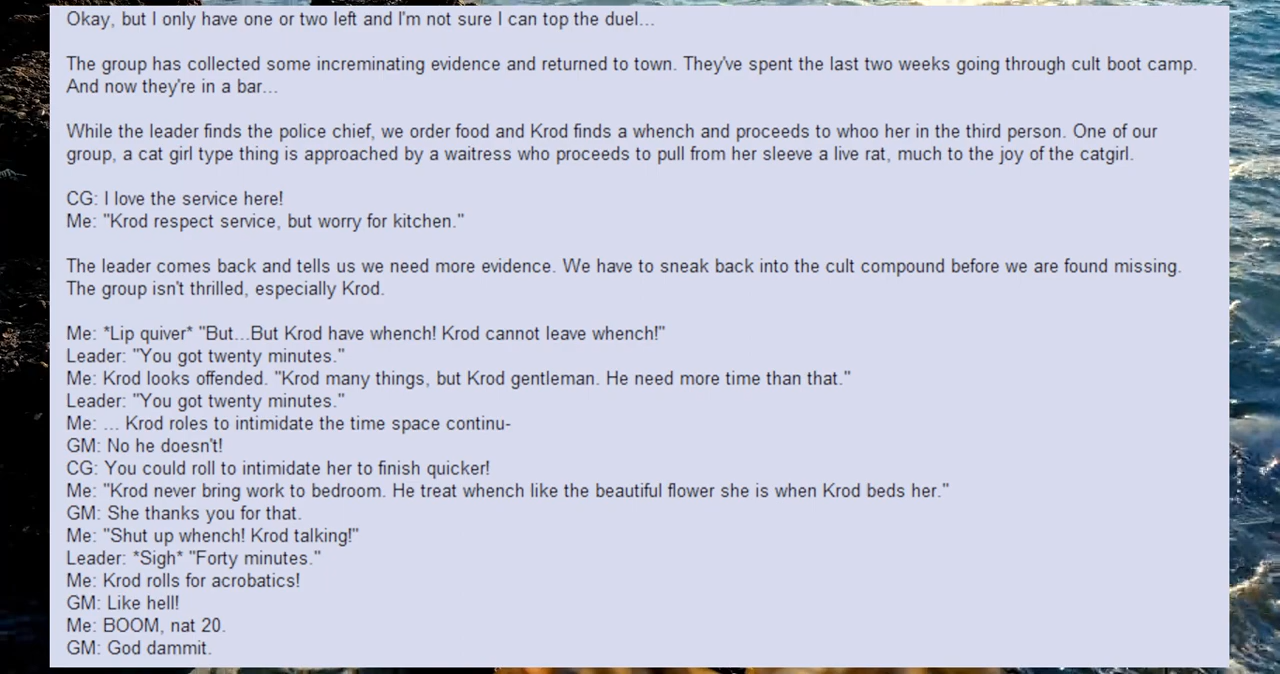 Okay, but I only have one or two left and I'm not sure I can top the duel...
The group has collected some increminating evidence and returned to town. They've spent the last two weeks going through cult boot camp.
And now they're in a bar...
While the leader finds the police chief, we order food and Krod finds a whench and proceeds to whoo her in the third person. One of our
group, a cat girl type thing is approached by a waitress who proceeds to pull from her sleeve a live rat, much to the joy of the catgirl.
CG: I love the service here!
Me: "Krod respect service, but worry for kitchen."
The leader comes back and tells us we need more evidence. We have to sneak back into the cult compound before we are found missing.
The group isn't thrilled, especially Krod.
Me: *Lip quiver* "But...But Krod have whench! Krod cannot leave whench!"
Leader: "You got twenty minutes."
Me: Krod looks offended. "Krod many things, but Krod gentleman. He need more time than that."
Leader: "You got twenty minutes."
Me: ... Krod roles to intimidate the time space continu-
GM: No he doesn't!
CG: You could roll to intimidate her to finish quicker!
Me: "Krod never bring work to bedroom. He treat whench like the beautiful flower she is when Krod beds her."
GM: She thanks you for that.
Me: "Shut up whench! Krod talking!"
Leader: *Sigh* "Forty minutes."
Me: Krod rolls for acrobatics!
GM: Like hell!
Me: BOOM, nat 20.
GM: God dammit.